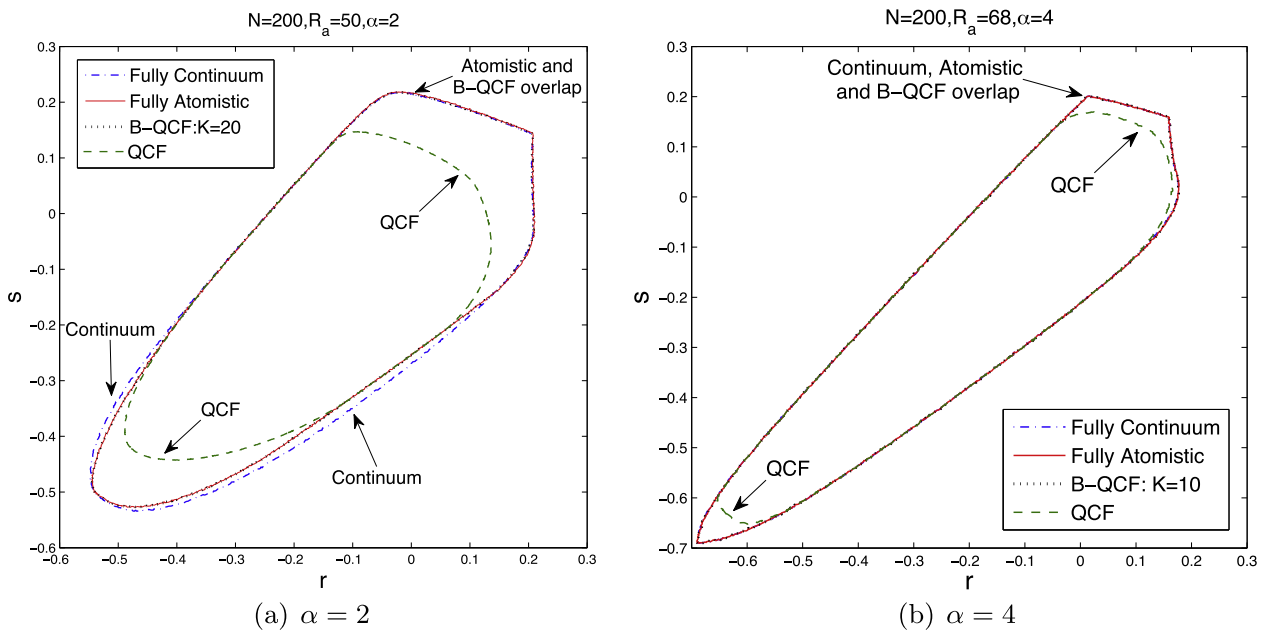 N=200,R_a=50,α=2
0.3
0.2
0.1
0
−0.1
−0.2
−0.3
−0.4
−0.5
−0.6
s
Fully Continuum
Fully Atomistic
B−QCF:K=20
QCF
Atomistic and
B−QCF overlap
QCF
Continuum
QCF
Continuum
−0.6 −0.5 −0.4 −0.3 −0.2 −0.1 0 0.1 0.2 0.3
r
(a) α = 2
N=200,R_a=68,α=4
0.3
0.2
0.1
0
−0.1
−0.2
−0.3
−0.4
−0.5
−0.6
−0.7
s
Continuum, Atomistic
and B−QCF overlap
QCF
QCF
Fully Continuum
Fully Atomistic
B−QCF: K=10
QCF
−0.6 −0.5 −0.4 −0.3 −0.2 −0.1 0 0.1 0.2 0.3
r
(b) α = 4